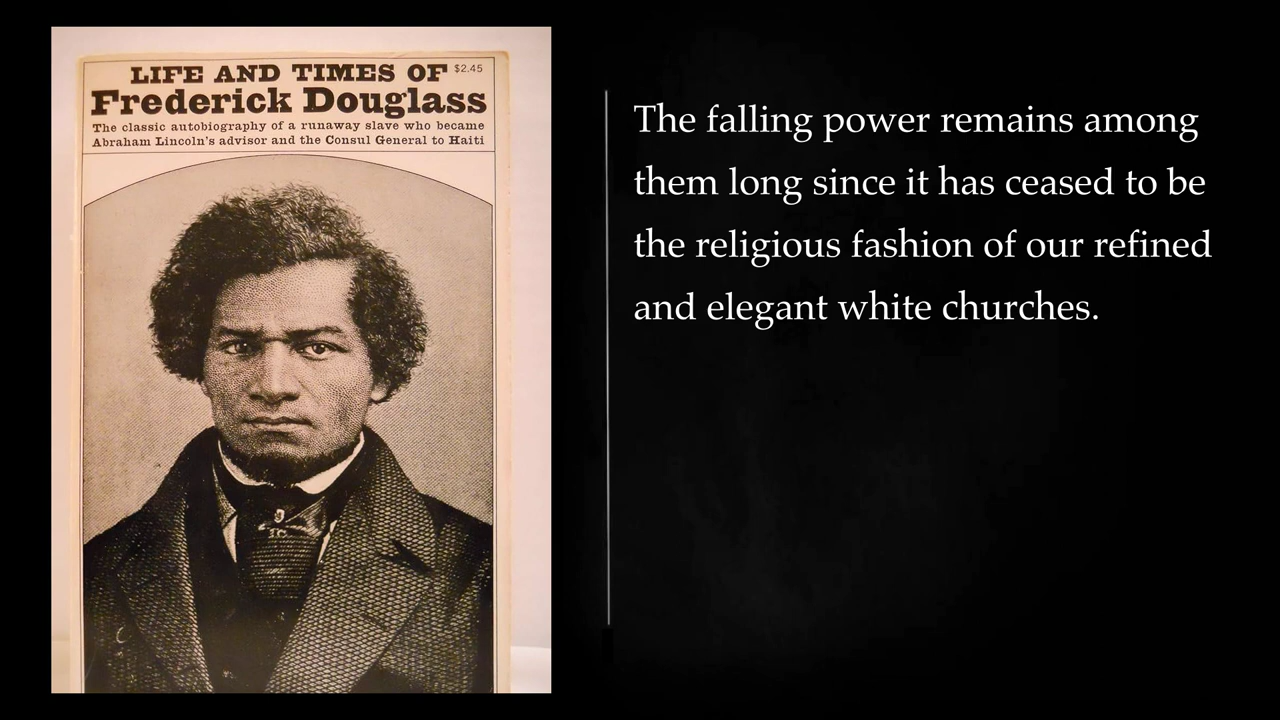 LIFE AND TIMES OF $2.45
Frederick Douglass
The classic autobiography of a runaway slave who became
Abraham Lincoln's advisor and the Consul General to Haiti
The falling power remains among
them long since it has ceased to be
the religious fashion of our refined
and elegant white churches.